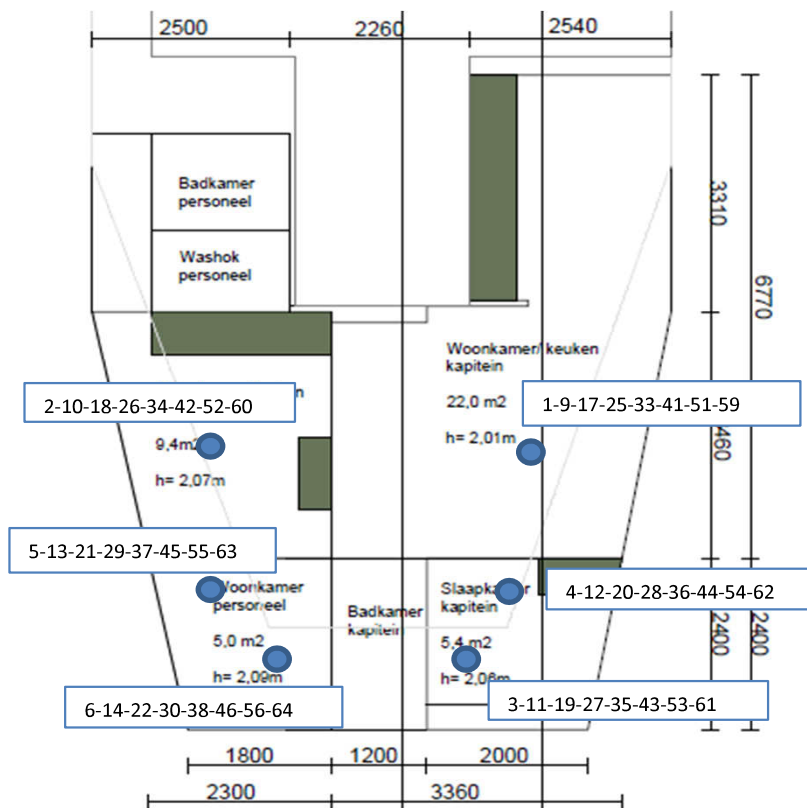 2500
2260
2540
Badkamer
personeel
Washok
personeel
3310
6770
Woonkamer/ keuken
kapitein
22,0 m2
h= 2,01m
n
2-10-18-26-34-42-52-60
1-9-17-25-33-41-51-59
9,4m2
h= 2,07m
460
5-13-21-29-37-45-55-63
Woonkamer
personeel
5,0 m2
h= 2,09m
Badkamer
kapitein
Slaapkamer
kapitein
5,4 m2
h= 2,06m
4-12-20-28-36-44-54-62
2400
2400
6-14-22-30-38-46-56-64
3-11-19-27-35-43-53-61
1800
1200
2000
2300
3360